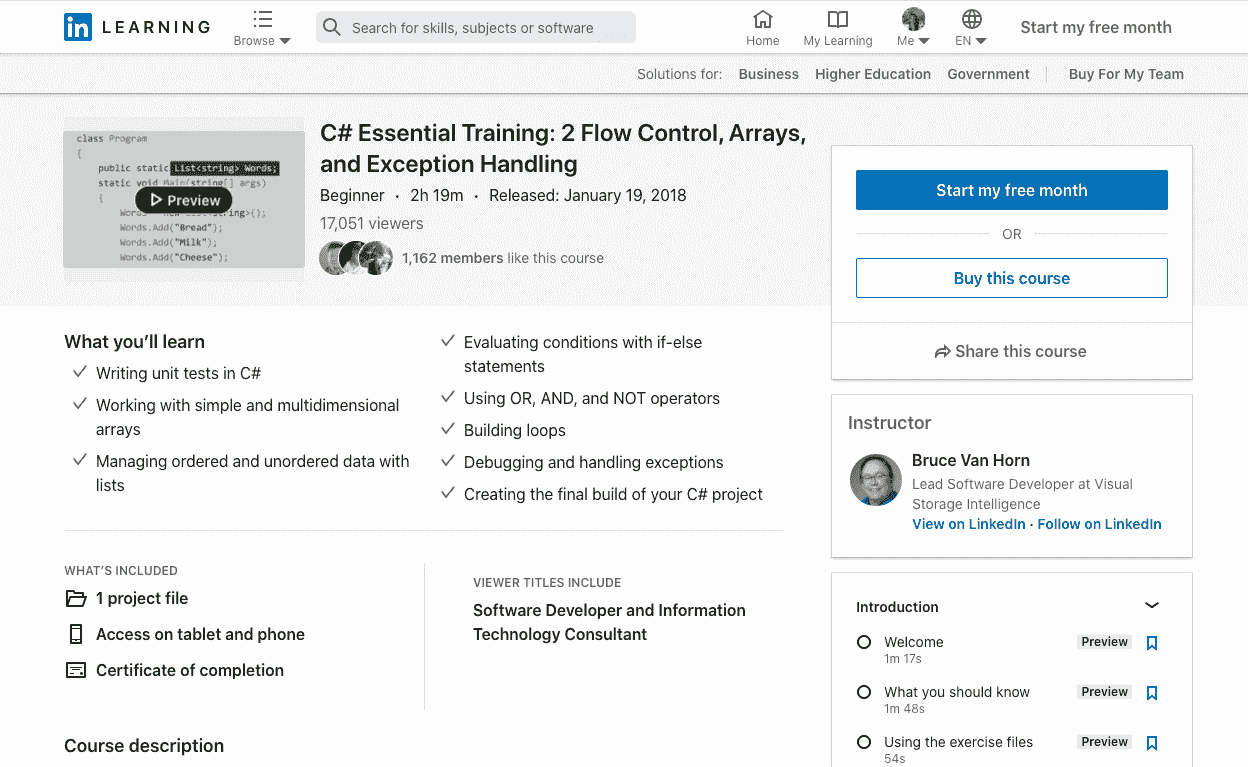 in LEARNING
Browse
Search for skills, subjects or software
Home
My Learning
Me
EN
Start my free month
Solutions for: Business Higher Education Government Buy For My Team
class Program
{
public static List<string> Words;
static void Main(string[] args)
{
Preview
Words = new List<string>();
Words.Add("Bread");
Words.Add("Milk");
Words.Add("Cheese");
C# Essential Training: 2 Flow Control, Arrays,
and Exception Handling
Beginner · 2h 19m · Released: January 19, 2018
17,051 viewers
1,162 members like this course
Start my free month
OR
Buy this course
Share this course
What you’ll learn
Writing unit tests in C#
Working with simple and multidimensional
arrays
Managing ordered and unordered data with
lists
Evaluating conditions with if-else
statements
Using OR, AND, and NOT operators
Building loops
Debugging and handling exceptions
Creating the final build of your C# project
WHAT’S INCLUDED
1 project file
Access on tablet and phone
Certificate of completion
VIEWER TITLES INCLUDE
Software Developer and Information
Technology Consultant
Course description
Instructor
Bruce Van Horn
Lead Software Developer at Visual
Storage Intelligence
View on LinkedIn · Follow on LinkedIn
Introduction
Welcome Preview
1m 17s
What you should know Preview
1m 48s
Using the exercise files Preview
54s